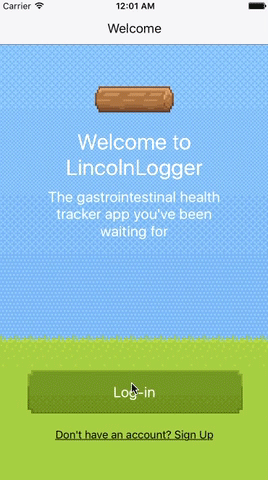 Carrier 12:01 AM
Welcome
Welcome to
LincolnLogger
The gastrointestinal health
tracker app you've been
waiting for
Log-in
Don't have an account? Sign Up